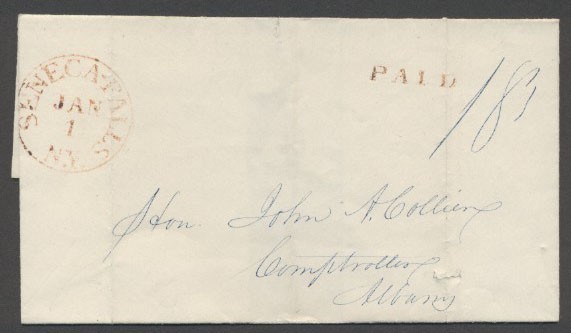 SENECA-FALLS
JAN
1
N.Y.
PAID
18¾
Hon. John A. Collier
Comptroller
Albany